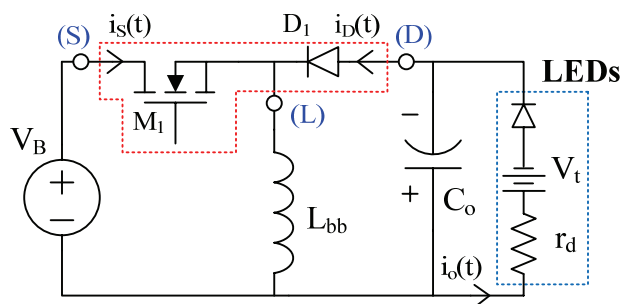 (S) i_S(t) D_1 i_D(t) (D)
LEDs
M_1 (L)
−
V_B + −
L_bb
+ C_o
V_t
r_d
i_o(t)